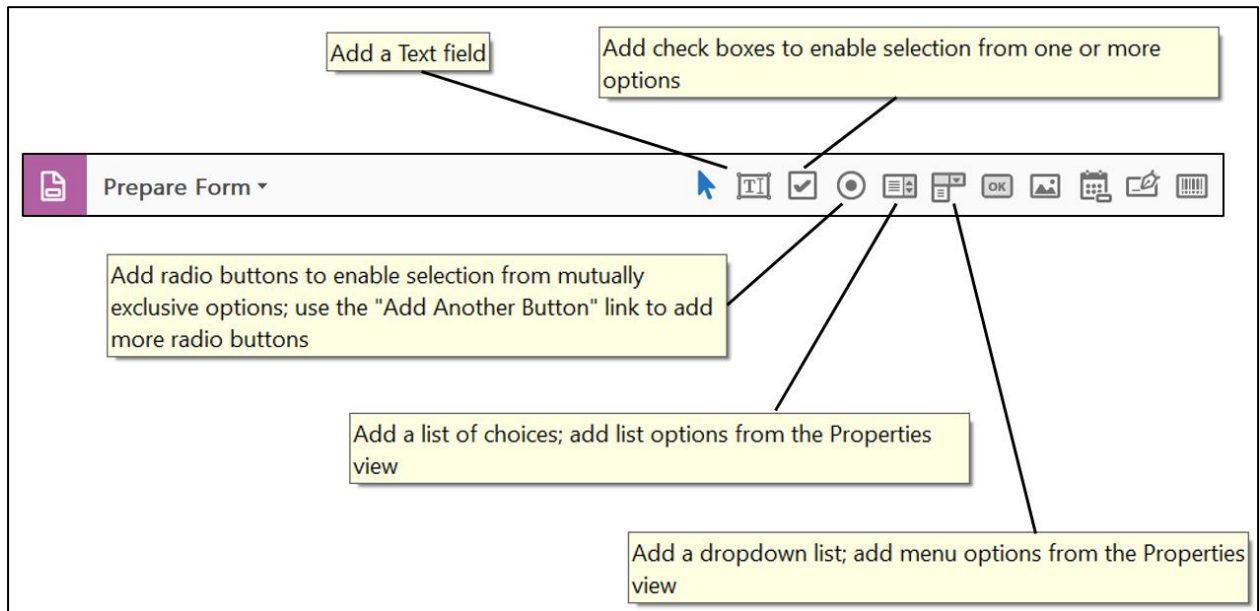 Add a Text field
Add check boxes to enable selection from one or more
options
Prepare Form
TI
OK
Add radio buttons to enable selection from mutually
exclusive options; use the "Add Another Button" link to add
more radio buttons
Add a list of choices; add list options from the Properties
view
Add a dropdown list; add menu options from the Properties
view